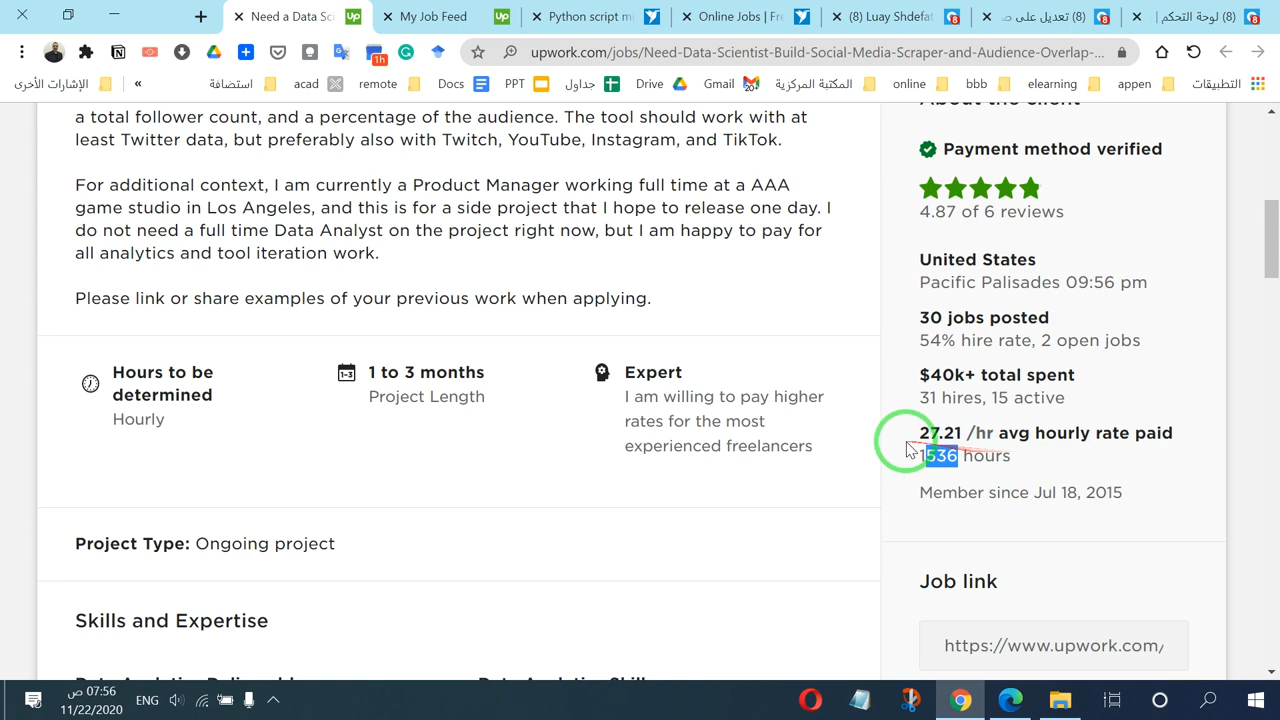 Need a Data Sc
My Job Feed
Python script mi
Online Jobs | Fre
(8) Luay Shdefat
(8) تعديل على ص
(8) لوحة التحكم
1h
upwork.com/jobs/Need-Data-Scientist-Build-Social-Media-Scraper-and-Audience-Overlap-...
الإشارات الأخرى
»
استضافة
acad
remote
Docs
PPT
جداول
Drive
Gmail
المكتبة المركزية
online
bbb
elearning
appen
التطبيقات
a total follower count, and a percentage of the audience. The tool should work with at
least Twitter data, but preferably also with Twitch, YouTube, Instagram, and TikTok.
For additional context, I am currently a Product Manager working full time at a AAA
game studio in Los Angeles, and this is for a side project that I hope to release one day. I
do not need a full time Data Analyst on the project right now, but I am happy to pay for
all analytics and tool iteration work.
Please link or share examples of your previous work when applying.
Hours to be
determined
Hourly
1 to 3 months
Project Length
Expert
I am willing to pay higher
rates for the most
experienced freelancers
Project Type: Ongoing project
Skills and Expertise
Data Analytics Deliverables
Data Analytics Skills
About the client
Payment method verified
4.87 of 6 reviews
United States
Pacific Palisades 09:56 pm
30 jobs posted
54% hire rate, 2 open jobs
$40k+ total spent
31 hires, 15 active
27.21 /hr avg hourly rate paid
1536 hours
Member since Jul 18, 2015
Job link
https://www.upwork.com/
07:56 ص
11/22/2020
ENG